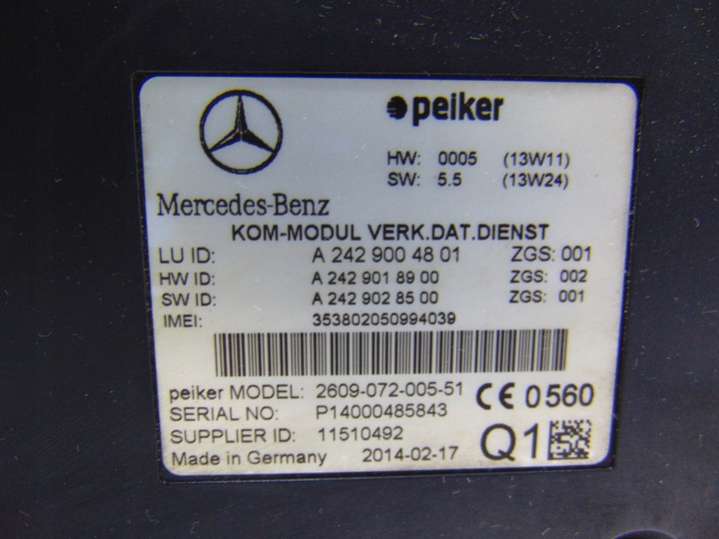 peiker
HW: 0005 (13W11)
SW: 5.5 (13W24)
Mercedes-Benz
KOM-MODUL VERK.DAT.DIENST
LU ID: A 242 900 48 01 ZGS: 001
HW ID: A 242 901 89 00 ZGS: 002
SW ID: A 242 902 85 00 ZGS: 001
IMEI: 353802050994039
peiker MODEL: 2609-072-005-51 CE 0560
SERIAL NO: P14000485843
SUPPLIER ID: 11510492 Q1
Made in Germany 2014-02-17